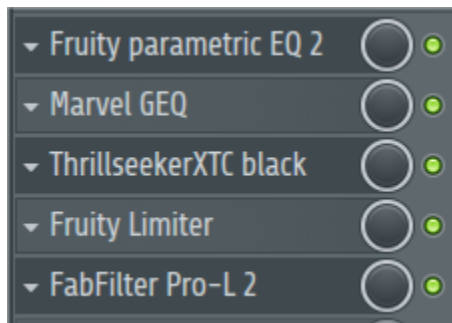 Fruity parametric EQ 2
Marvel GEQ
ThrillseekerXTC black
Fruity Limiter
FabFilter Pro-L 2